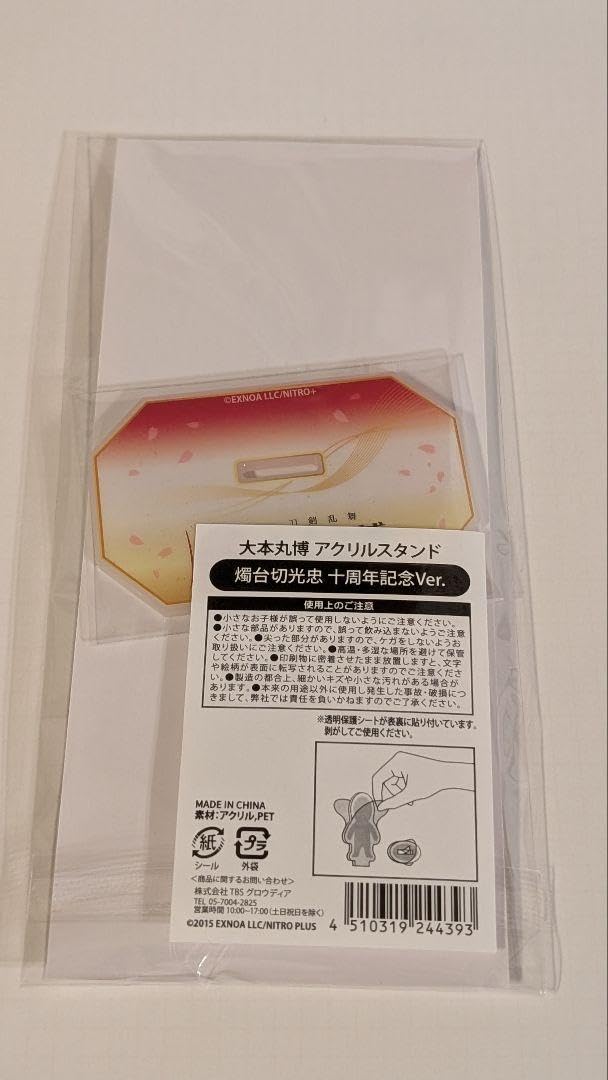 ©EXNOA LLC/NITRO+
刀剣乱舞
大本丸博 アクリルスタンド
燭台切光忠 十周年記念Ver.
使用上のご注意
●小さなお子様が誤って使用しないようにご注意ください。
●小さな部品がありますので、誤って飲み込まないようご注意
ください。●尖った部分がありますので、ケガをしないようお
取り扱いにご注意ください。●高温・多湿な場所を避けて保管
してください。●印刷物に密着させたまま放置しますと、文字
や絵柄が表面に転写されることがありますのでご注意くださ
い。●製造の都合上、細かいキズや小さな汚れがある場合が
あります。●本来の用途以外に使用し発生した事故・破損につ
きまして、弊社では責任を負いかねますのでご了承ください。
※透明保護シートが表裏に貼り付いています。
剥がしてご使用ください。
MADE IN CHINA
素材：アクリル,PET
紙 プラ
シール 外袋
＜商品に関するお問い合わせ＞
株式会社 TBS グロウディア
TEL 05-7004-2825
営業時間 10:00~17:00（土日祝日を除く）
©2015 EXNOA LLC/NITRO PLUS
4 510319 244393